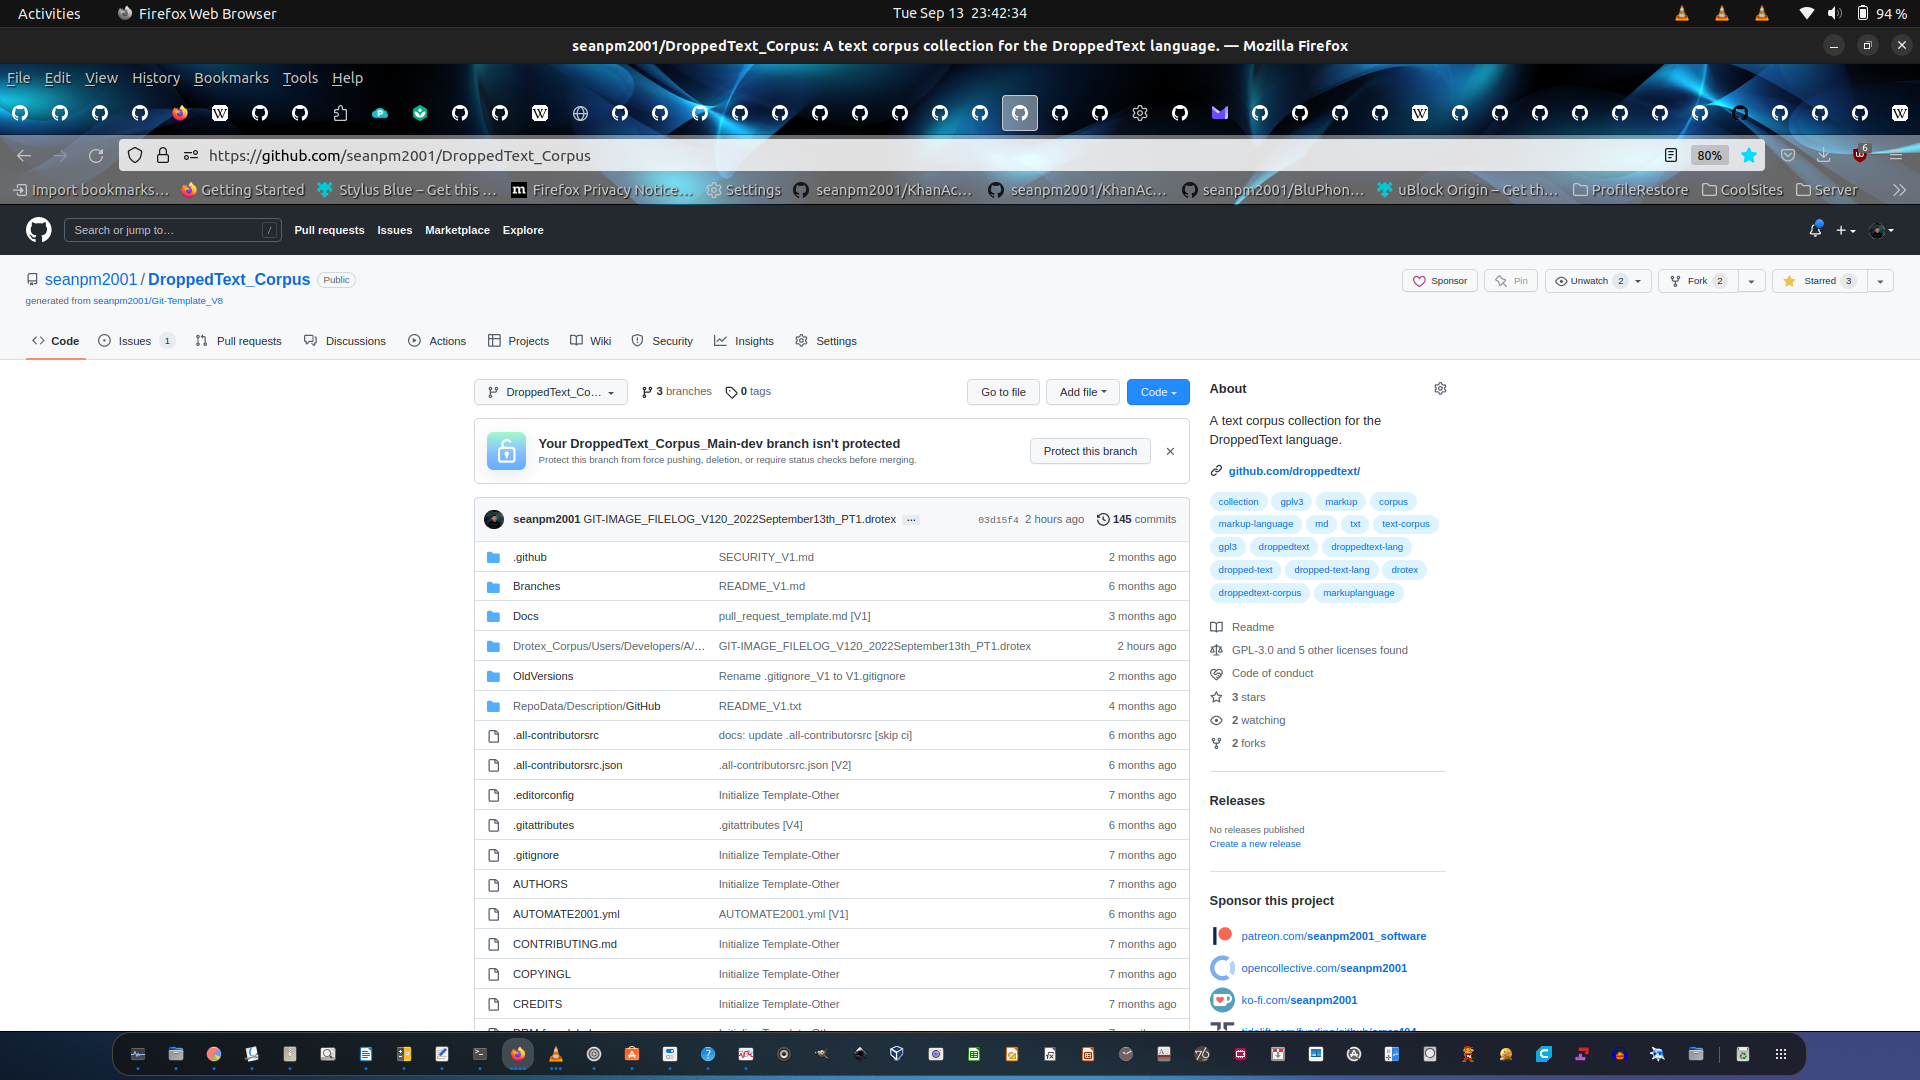 Activities
Firefox Web Browser
Tue Sep 13 23:42:34
94 %
seanpm2001/DroppedText_Corpus: A text corpus collection for the DroppedText language. — Mozilla Firefox
File Edit View History Bookmarks Tools Help
https://github.com/seanpm2001/DroppedText_Corpus
80%
6
Import bookmarks…
Getting Started
Stylus Blue – Get this …
Firefox Privacy Notice…
Settings
seanpm2001/KhanAc…
seanpm2001/KhanAc…
seanpm2001/BluPhon…
uBlock Origin – Get th…
ProfileRestore
CoolSites
Server
Search or jump to…
/
Pull requests Issues Marketplace Explore
seanpm2001 / DroppedText_Corpus Public
generated from seanpm2001/Git-Template_V8
Sponsor
Pin
Unwatch 2
Fork 2
Starred 3
Code
Issues 1
Pull requests
Discussions
Actions
Projects
Wiki
Security
Insights
Settings
DroppedText_Co…
3 branches
0 tags
Go to file
Add file
Code
Your DroppedText_Corpus_Main-dev branch isn't protected
Protect this branch from force pushing, deletion, or require status checks before merging.
Protect this branch
seanpm2001 GIT-IMAGE_FILELOG_V120_2022September13th_PT1.drotex …
03d15f4 2 hours ago 145 commits
.github SECURITY_V1.md 2 months ago
Branches README_V1.md 6 months ago
Docs pull_request_template.md [V1] 3 months ago
Drotex_Corpus/Users/Developers/A/… GIT-IMAGE_FILELOG_V120_2022September13th_PT1.drotex 2 hours ago
OldVersions Rename .gitignore_V1 to V1.gitignore 2 months ago
RepoData/Description/GitHub README_V1.txt 4 months ago
.all-contributorsrc docs: update .all-contributorsrc [skip ci] 6 months ago
.all-contributorsrc.json .all-contributorsrc.json [V2] 6 months ago
.editorconfig Initialize Template-Other 7 months ago
.gitattributes .gitattributes [V4] 6 months ago
.gitignore Initialize Template-Other 7 months ago
AUTHORS Initialize Template-Other 7 months ago
AUTOMATE2001.yml AUTOMATE2001.yml [V1] 6 months ago
CONTRIBUTING.md Initialize Template-Other 7 months ago
COPYINGL Initialize Template-Other 7 months ago
CREDITS Initialize Template-Other 7 months ago
About
A text corpus collection for the
DroppedText language.
github.com/droppedtext/
collection gplv3 markup corpus
markup-language md txt text-corpus
gpl3 droppedtext droppedtext-lang
dropped-text dropped-text-lang drotex
droppedtext-corpus markuplanguage
Readme
GPL-3.0 and 5 other licenses found
Code of conduct
3 stars
2 watching
2 forks
Releases
No releases published
Create a new release
Sponsor this project
patreon.com/seanpm2001_software
opencollective.com/seanpm2001
ko-fi.com/seanpm2001